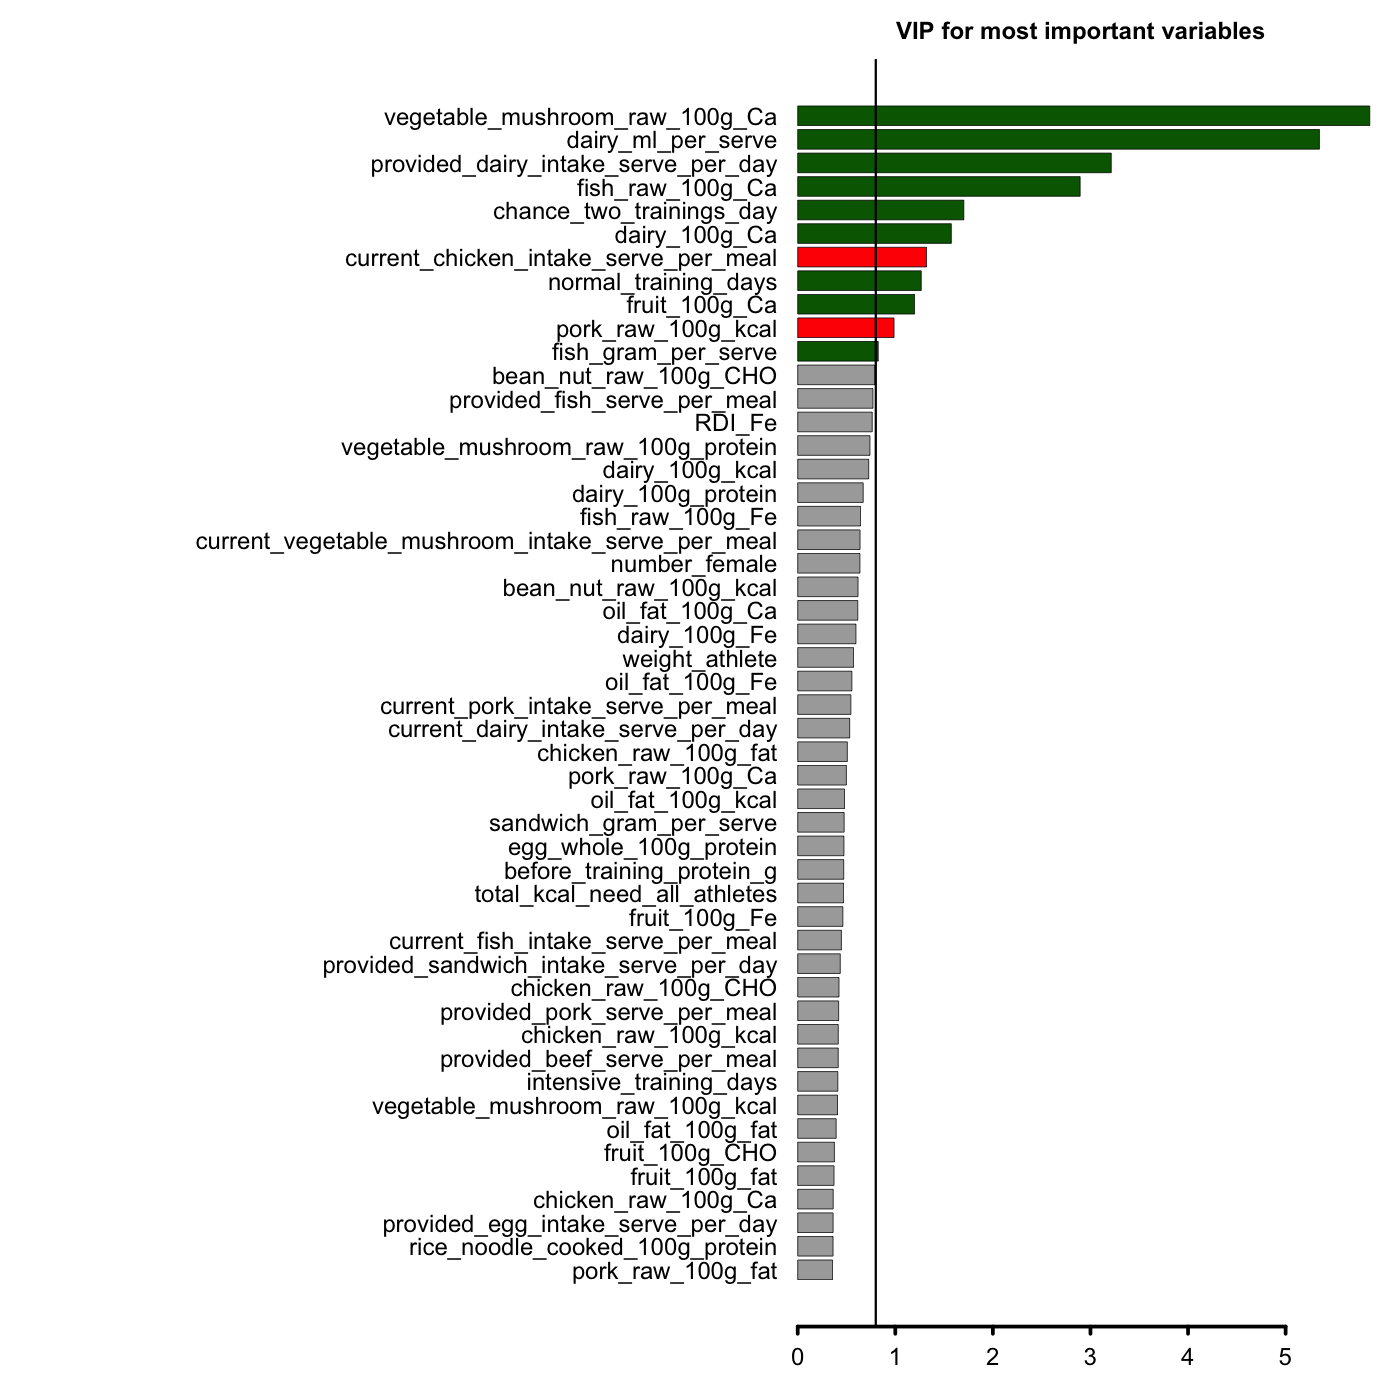 VIP for most important variables
vegetable_mushroom_raw_100g_Ca
dairy_ml_per_serve
provided_dairy_intake_serve_per_day
fish_raw_100g_Ca
chance_two_trainings_day
dairy_100g_Ca
current_chicken_intake_serve_per_meal
normal_training_days
fruit_100g_Ca
pork_raw_100g_kcal
fish_gram_per_serve
bean_nut_raw_100g_CHO
provided_fish_serve_per_meal
RDI_Fe
vegetable_mushroom_raw_100g_protein
dairy_100g_kcal
dairy_100g_protein
fish_raw_100g_Fe
current_vegetable_mushroom_intake_serve_per_meal
number_female
bean_nut_raw_100g_kcal
oil_fat_100g_Ca
dairy_100g_Fe
weight_athlete
oil_fat_100g_Fe
current_pork_intake_serve_per_meal
current_dairy_intake_serve_per_day
chicken_raw_100g_fat
pork_raw_100g_Ca
oil_fat_100g_kcal
sandwich_gram_per_serve
egg_whole_100g_protein
before_training_protein_g
total_kcal_need_all_athletes
fruit_100g_Fe
current_fish_intake_serve_per_meal
provided_sandwich_intake_serve_per_day
chicken_raw_100g_CHO
provided_pork_serve_per_meal
chicken_raw_100g_kcal
provided_beef_serve_per_meal
intensive_training_days
vegetable_mushroom_raw_100g_kcal
oil_fat_100g_fat
fruit_100g_CHO
fruit_100g_fat
chicken_raw_100g_Ca
provided_egg_intake_serve_per_day
rice_noodle_cooked_100g_protein
pork_raw_100g_fat
0 1 2 3 4 5